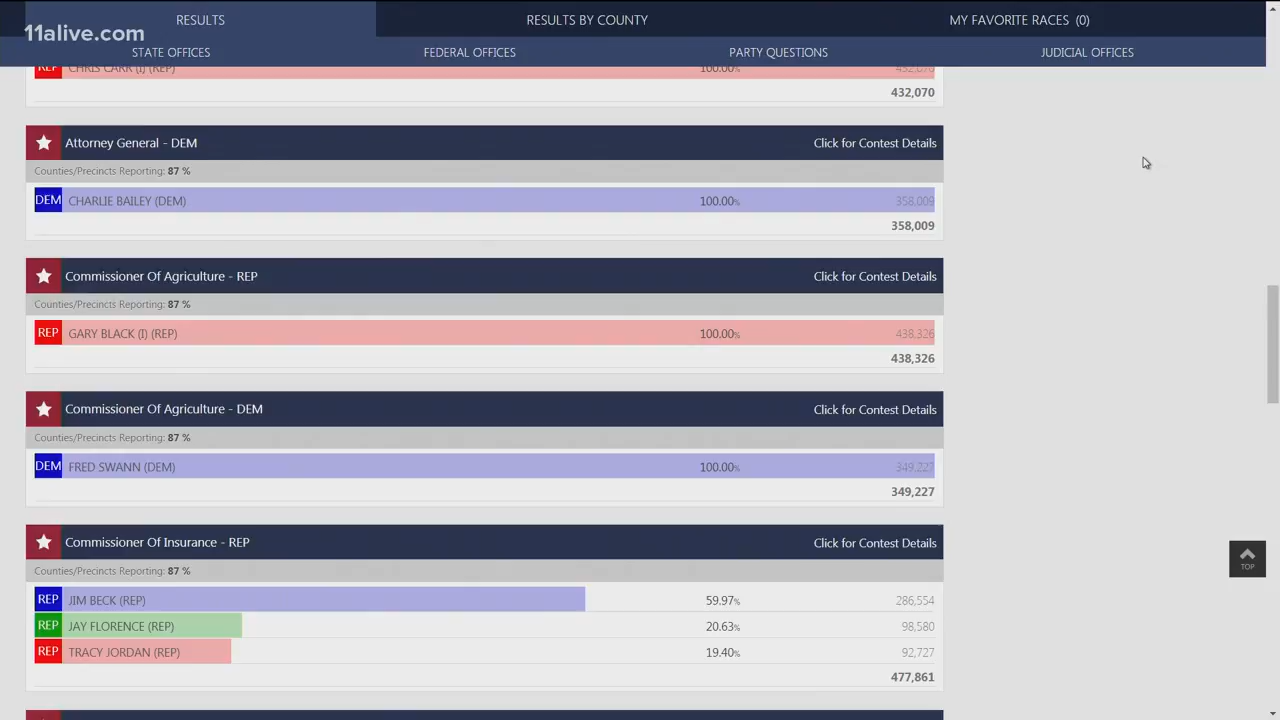 RESULTS
RESULTS BY COUNTY
MY FAVORITE RACES (0)
11alive.com
STATE OFFICES
FEDERAL OFFICES
PARTY QUESTIONS
JUDICIAL OFFICES
REP CHRIS CARR (I) (REP) 100.00% 432,070
432,070
Attorney General - DEM Click for Contest Details
Counties/Precincts Reporting: 87 %
DEM CHARLIE BAILEY (DEM) 100.00% 358,009
358,009
Commissioner Of Agriculture - REP Click for Contest Details
Counties/Precincts Reporting: 87 %
REP GARY BLACK (I) (REP) 100.00% 438,326
438,326
Commissioner Of Agriculture - DEM Click for Contest Details
Counties/Precincts Reporting: 87 %
DEM FRED SWANN (DEM) 100.00% 349,227
349,227
Commissioner Of Insurance - REP Click for Contest Details
Counties/Precincts Reporting: 87 %
REP JIM BECK (REP) 59.97% 286,554
REP JAY FLORENCE (REP) 20.63% 98,580
REP TRACY JORDAN (REP) 19.40% 92,727
477,861
TOP